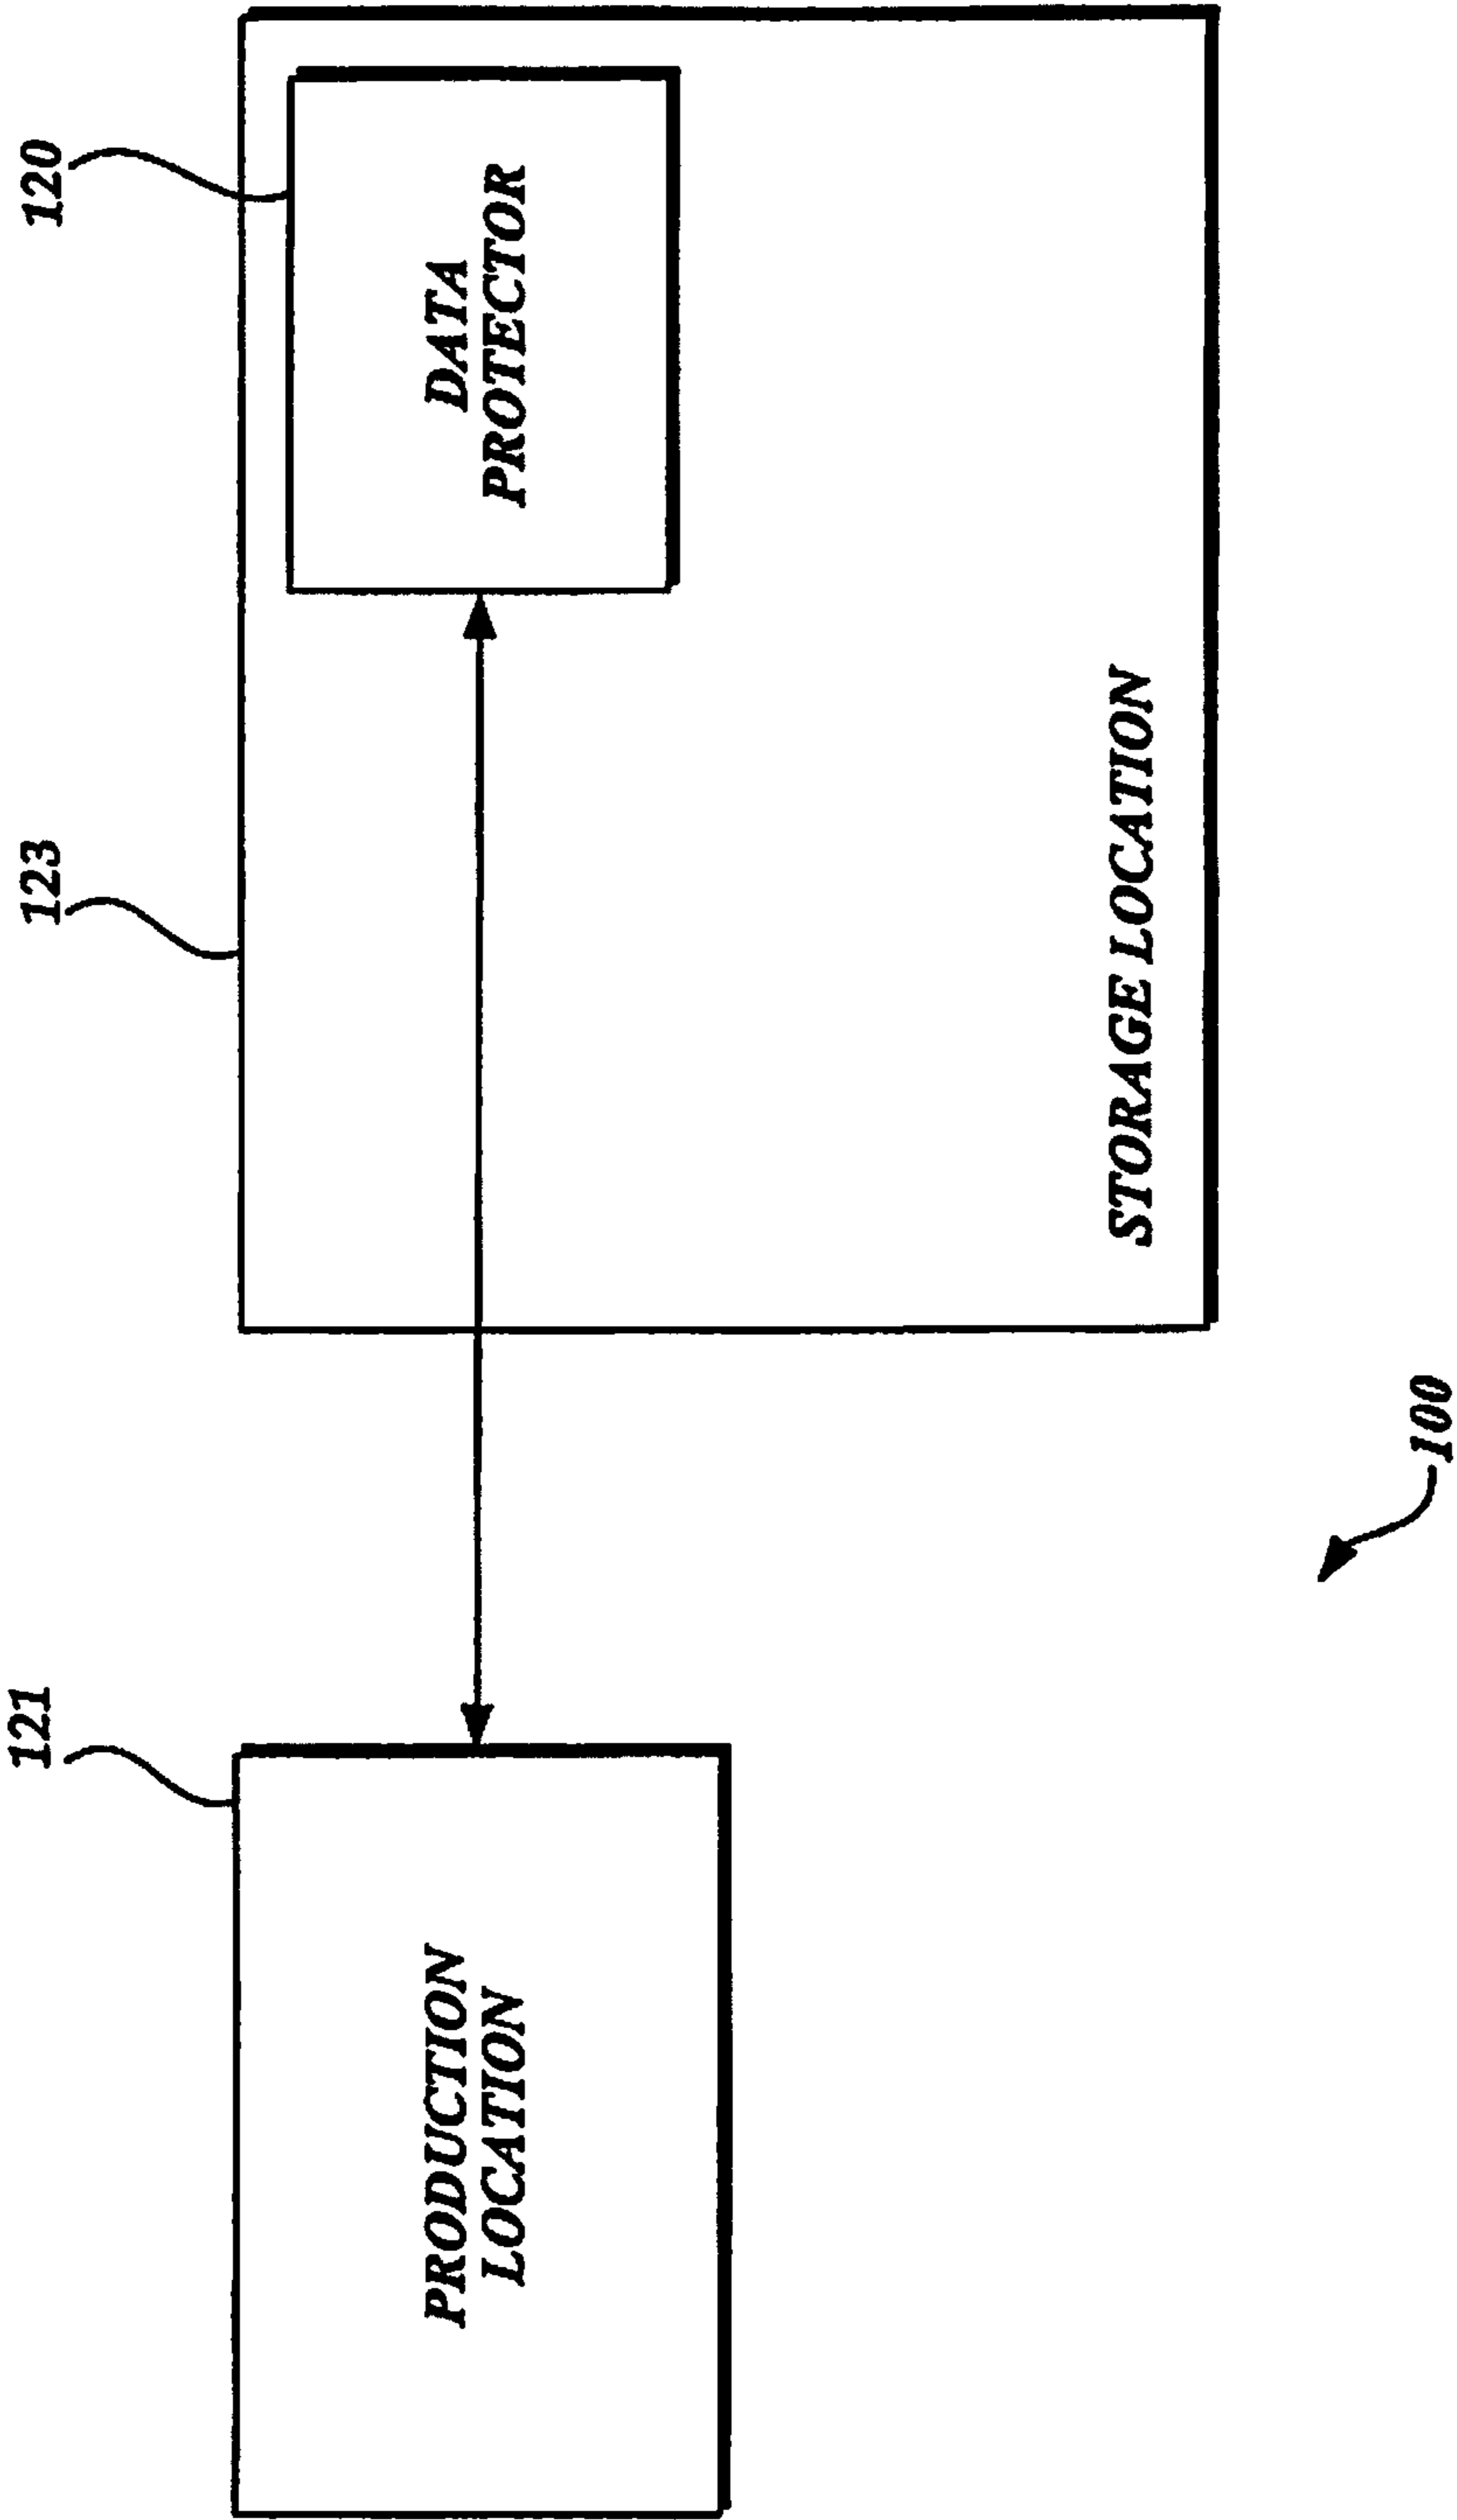 121
123
120
PRODUCTION
LOCATION
DATA
PROTECTOR
STORAGE LOCATION
100